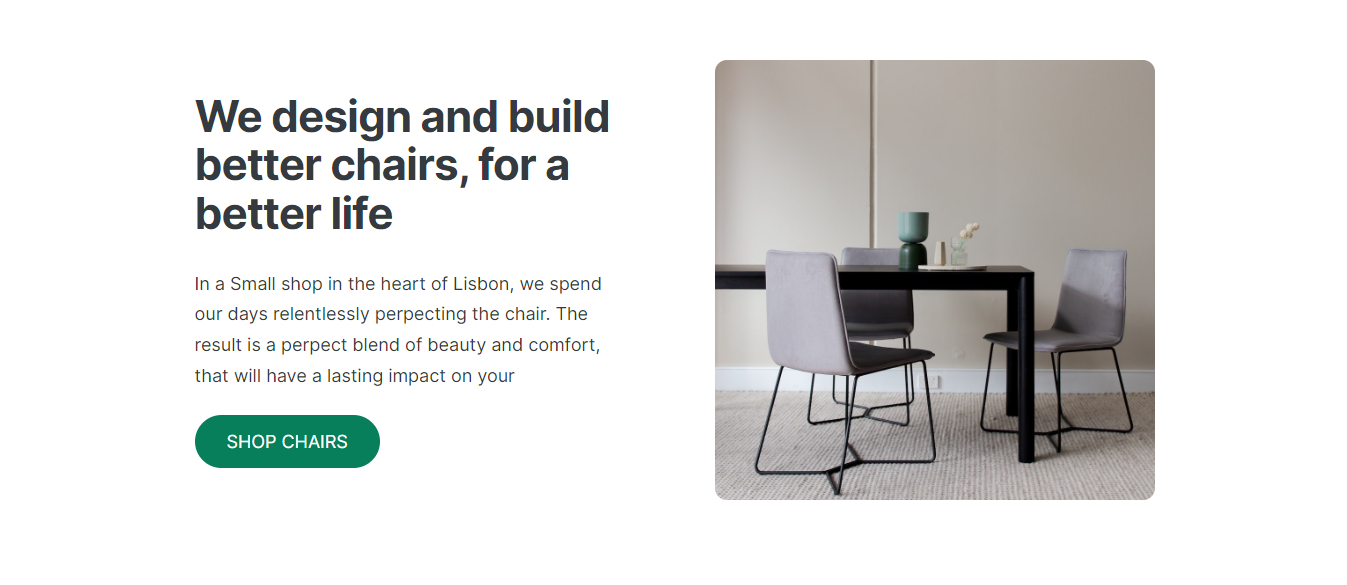 We design and build
better chairs, for a
better life
In a Small shop in the heart of Lisbon, we spend
our days relentlessly perpecting the chair. The
result is a perpect blend of beauty and comfort,
that will have a lasting impact on your
SHOP CHAIRS